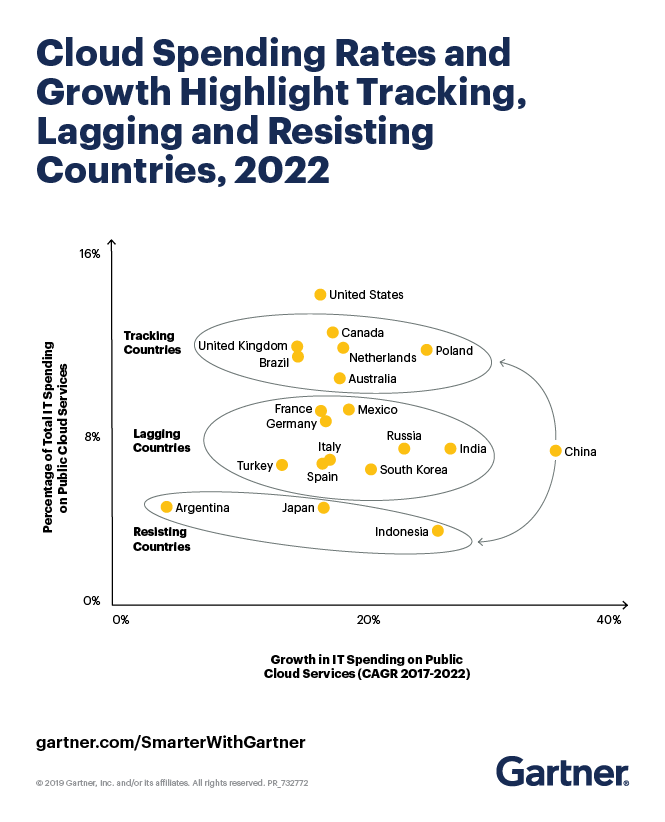 Cloud Spending Rates and
Growth Highlight Tracking,
Lagging and Resisting
Countries, 2022
16%
United States
Tracking
Countries
Canada
United Kingdom
Netherlands
Poland
Brazil
Australia
Percentage of Total IT Spending
on Public Cloud Services
France
Mexico
Germany
8%
Lagging
Countries
Russia
Italy
India
China
Turkey
South Korea
Spain
Argentina
Japan
Resisting
Countries
Indonesia
0%
0%
20%
40%
Growth in IT Spending on Public
Cloud Services (CAGR 2017-2022)
gartner.com/SmarterWithGartner
© 2019 Gartner, Inc. and/or its affiliates. All rights reserved. PR_732772
Gartner®